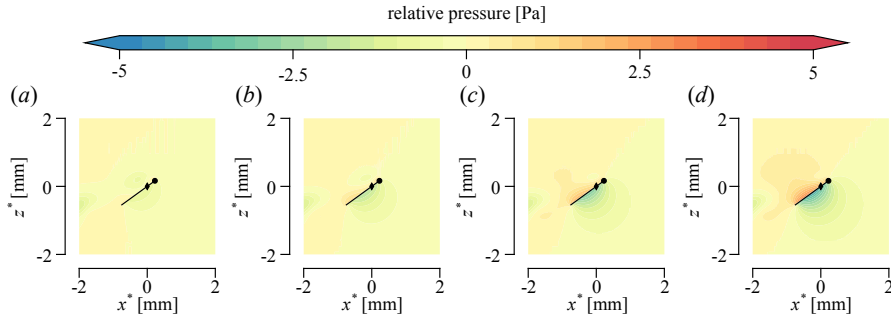 relative pressure [Pa]
-5 -2.5 0 2.5 5
(a) (b) (c) (d)
2 2 2 2
z* [mm] z* [mm] z* [mm] z* [mm]
0 0 0 0
-2 -2 -2 -2
-2 0 2 -2 0 2 -2 0 2 -2 0 2
x* [mm] x* [mm] x* [mm] x* [mm]